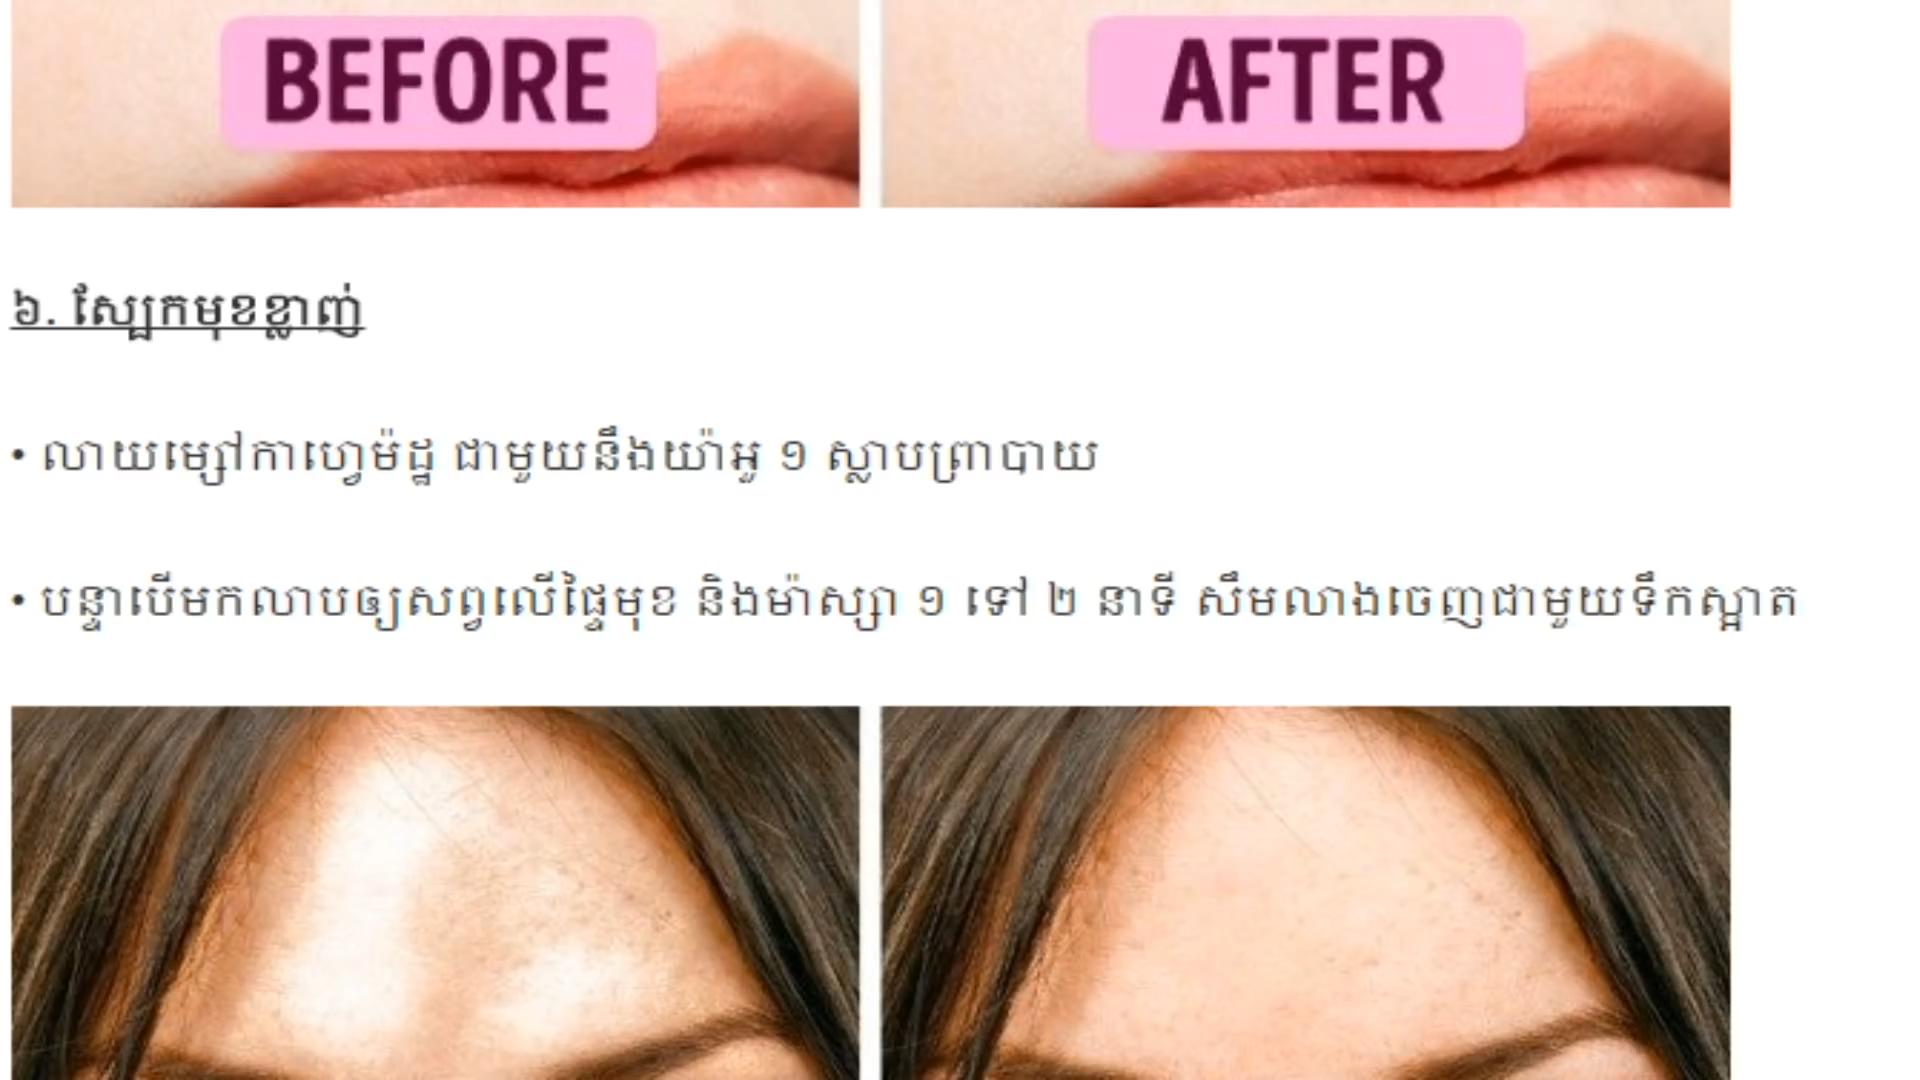 BEFORE AFTER
៦. ស្បែកមុខខ្លាញ់
• លាយម្សៅកាហ្វេម៉ដ្ឋ ជាមួយនឹងយ៉ាអួ ១ ស្លាបព្រាបាយ
• បន្ទាបើមកលាបឲ្យសព្វលើផ្ទៃមុខ និងម៉ាស្សា ១ ទៅ ២ នាទី សឹមលាងចេញជាមួយទឹកស្អាត